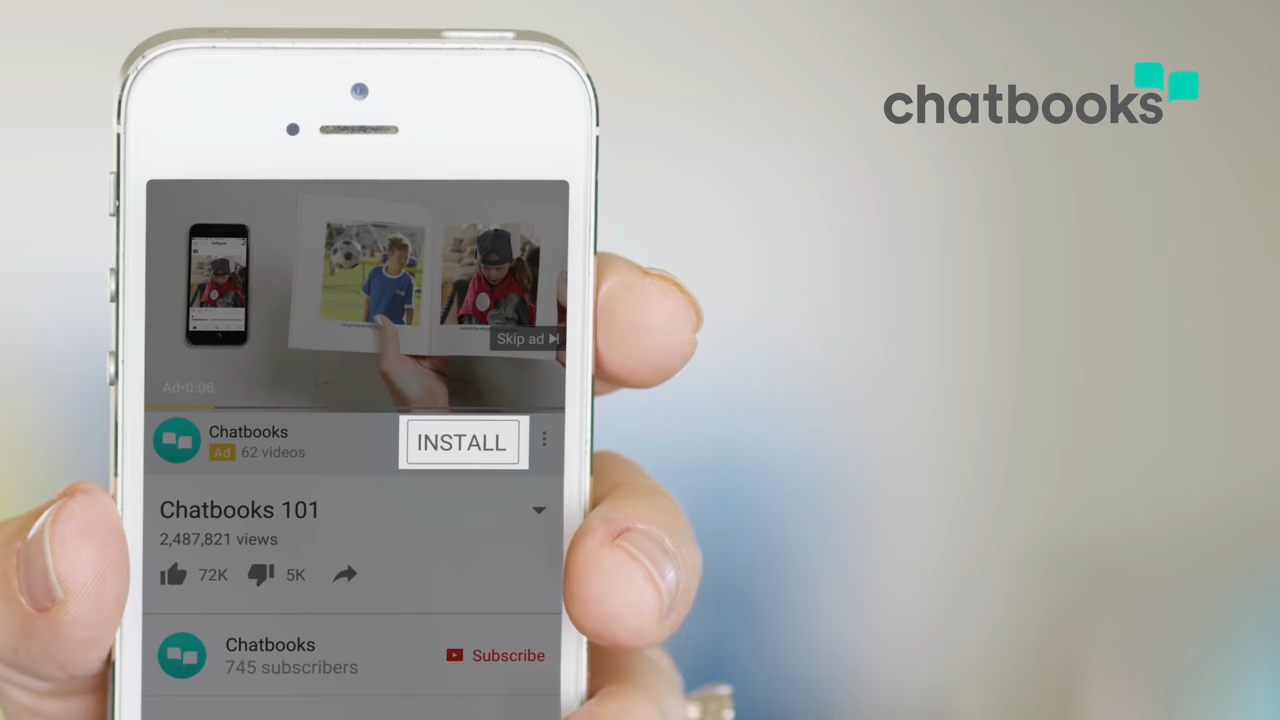 chatbooks
Skip ad
Ad•0:06
Chatbooks
Ad 62 videos
INSTALL
Chatbooks 101
2,487,821 views
72K
5K
Chatbooks
745 subscribers
Subscribe